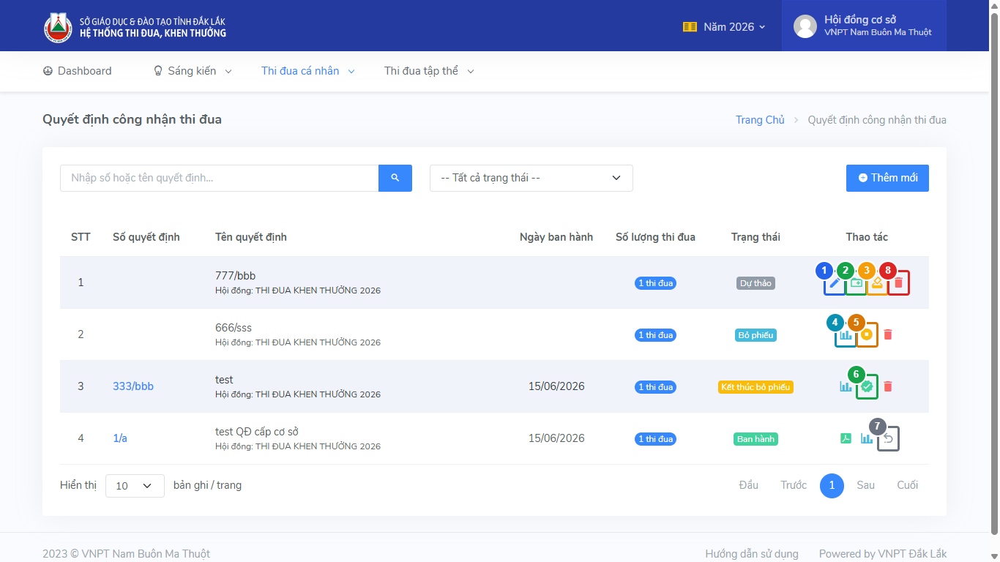 SỞ GIÁO DỤC & ĐÀO TẠO TỈNH ĐẮK LẮK
HỆ THỐNG THI ĐUA, KHEN THƯỞNG
Năm 2026
Hội đồng cơ sở
VNPT Nam Buôn Ma Thuột
Dashboard
Sáng kiến
Thi đua cá nhân
Thi đua tập thể
Quyết định công nhận thi đua
Trang Chủ
Quyết định công nhận thi đua
Nhập số hoặc tên quyết định...
-- Tất cả trạng thái --
Thêm mới
STT Số quyết định Tên quyết định Ngày ban hành Số lượng thi đua Trạng thái Thao tác
1 2 3 8
1 777/bbb 1 thi đua Dự thảo
Hội đồng: THI ĐUA KHEN THƯỞNG 2026
4 5
2 666/sss 1 thi đua Bỏ phiếu
Hội đồng: THI ĐUA KHEN THƯỞNG 2026
6
3 333/bbb test 15/06/2026 1 thi đua Kết thúc bỏ phiếu
Hội đồng: THI ĐUA KHEN THƯỞNG 2026
7
4 1/a test QĐ cấp cơ sở 15/06/2026 1 thi đua Ban hành
Hội đồng: THI ĐUA KHEN THƯỞNG 2026
Hiển thị 10 bản ghi / trang
Đầu Trước 1 Sau Cuối
2023 © VNPT Nam Buôn Ma Thuột
Hướng dẫn sử dụng
Powered by VNPT Đắk Lắk